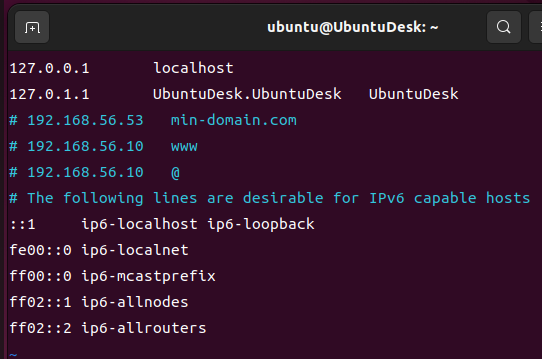 ubuntu@UbuntuDesk: ~
127.0.0.1 localhost
127.0.1.1 UbuntuDesk.UbuntuDesk UbuntuDesk
# 192.168.56.53 min-domain.com
# 192.168.56.10 www
# 192.168.56.10 @
# The following lines are desirable for IPv6 capable hosts
::1 ip6-localhost ip6-loopback
fe00::0 ip6-localnet
ff00::0 ip6-mcastprefix
ff02::1 ip6-allnodes
ff02::2 ip6-allrouters
~